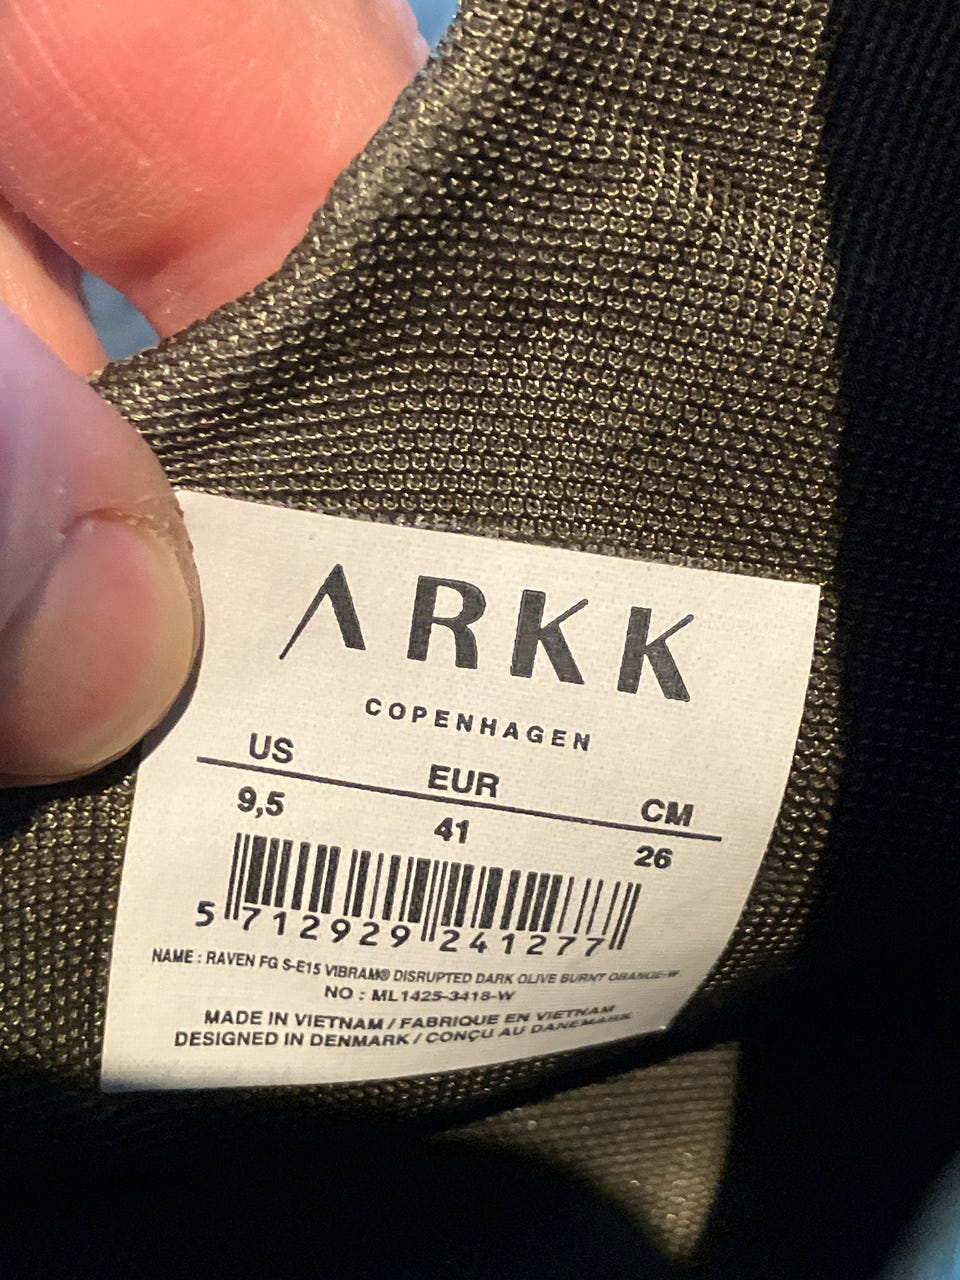 ARKK
COPENHAGEN
US EUR CM
9,5 41 26
5 712929 241277
NAME : RAVEN FG S-E15 VIBRAM® DISRUPTED DARK OLIVE BURNT ORANGE-W
NO : ML1425-3418-W
MADE IN VIETNAM / FABRIQUE EN VIETNAM
DESIGNED IN DENMARK / CONÇU AU DANEMARK